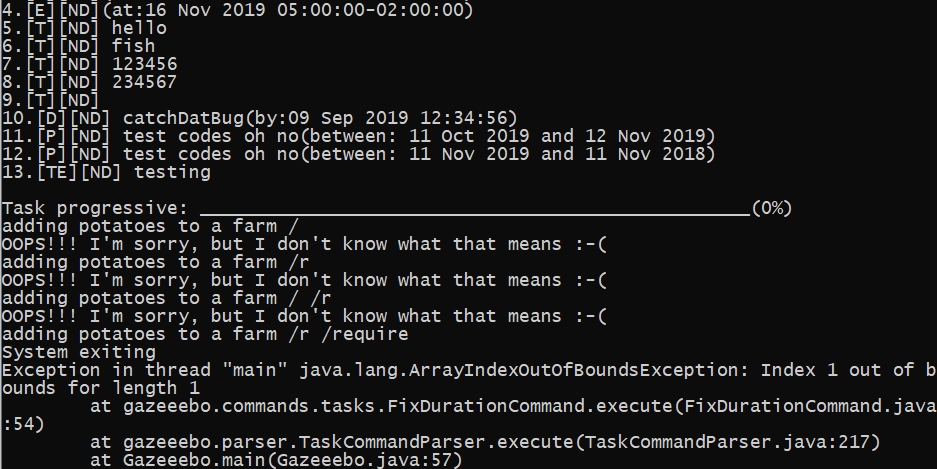 4.[E][ND](at:16 Nov 2019 05:00:00-02:00:00)
5.[T][ND] hello
6.[T][ND] fish
7.[T][ND] 123456
8.[T][ND] 234567
9.[T][ND]
10.[D][ND] catchDatBug(by:09 Sep 2019 12:34:56)
11.[P][ND] test codes oh no(between: 11 Oct 2019 and 12 Nov 2019)
12.[P][ND] test codes oh no(between: 11 Nov 2019 and 11 Nov 2018)
13.[TE][ND] testing
Task progressive: __________________________________________________(0%)
adding potatoes to a farm /
OOPS!!! I'm sorry, but I don't know what that means :-(
adding potatoes to a farm /r
OOPS!!! I'm sorry, but I don't know what that means :-(
adding potatoes to a farm / /r
OOPS!!! I'm sorry, but I don't know what that means :-(
adding potatoes to a farm /r /require
System exiting
Exception in thread "main" java.lang.ArrayIndexOutOfBoundsException: Index 1 out of b
ounds for length 1
at gazeeebo.commands.tasks.FixDurationCommand.execute(FixDurationCommand.java
:54)
at gazeeebo.parser.TaskCommandParser.execute(TaskCommandParser.java:217)
at Gazeeebo.main(Gazeeebo.java:57)